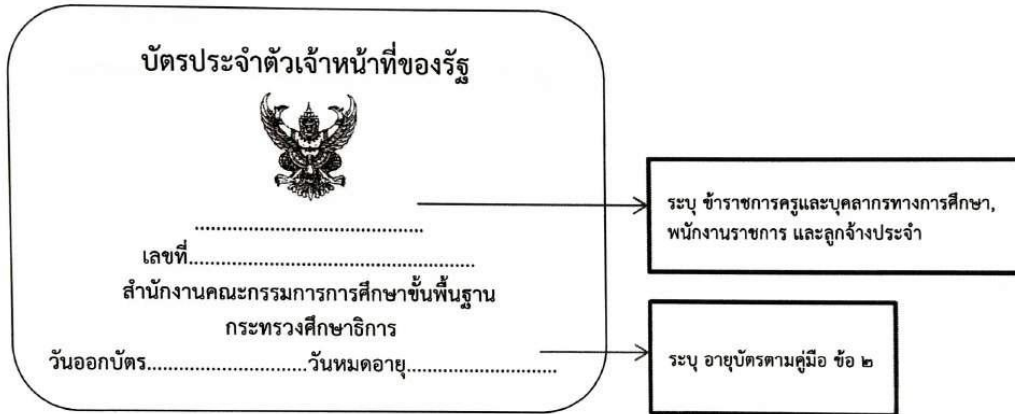 บัตรประจำตัวเจ้าหน้าที่ของรัฐ
.......................................
เลขที่.................................................
สำนักงานคณะกรรมการการศึกษาขั้นพื้นฐาน
กระทรวงศึกษาธิการ
วันออกบัตร............................วันหมดอายุ..........................
ระบุ ข้าราชการครูและบุคลากรทางการศึกษา,
พนักงานราชการ และลูกจ้างประจำ
ระบุ อายุบัตรตามคู่มือ ข้อ ๒